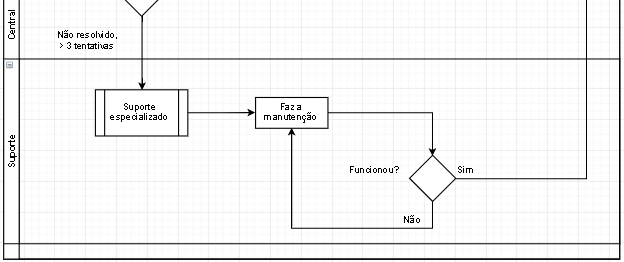 Central
Não resolvido,
> 3 tentativas
Suporte
Suporte
especializado
Faz a
manutenção
Funcionou?
Sim
Não